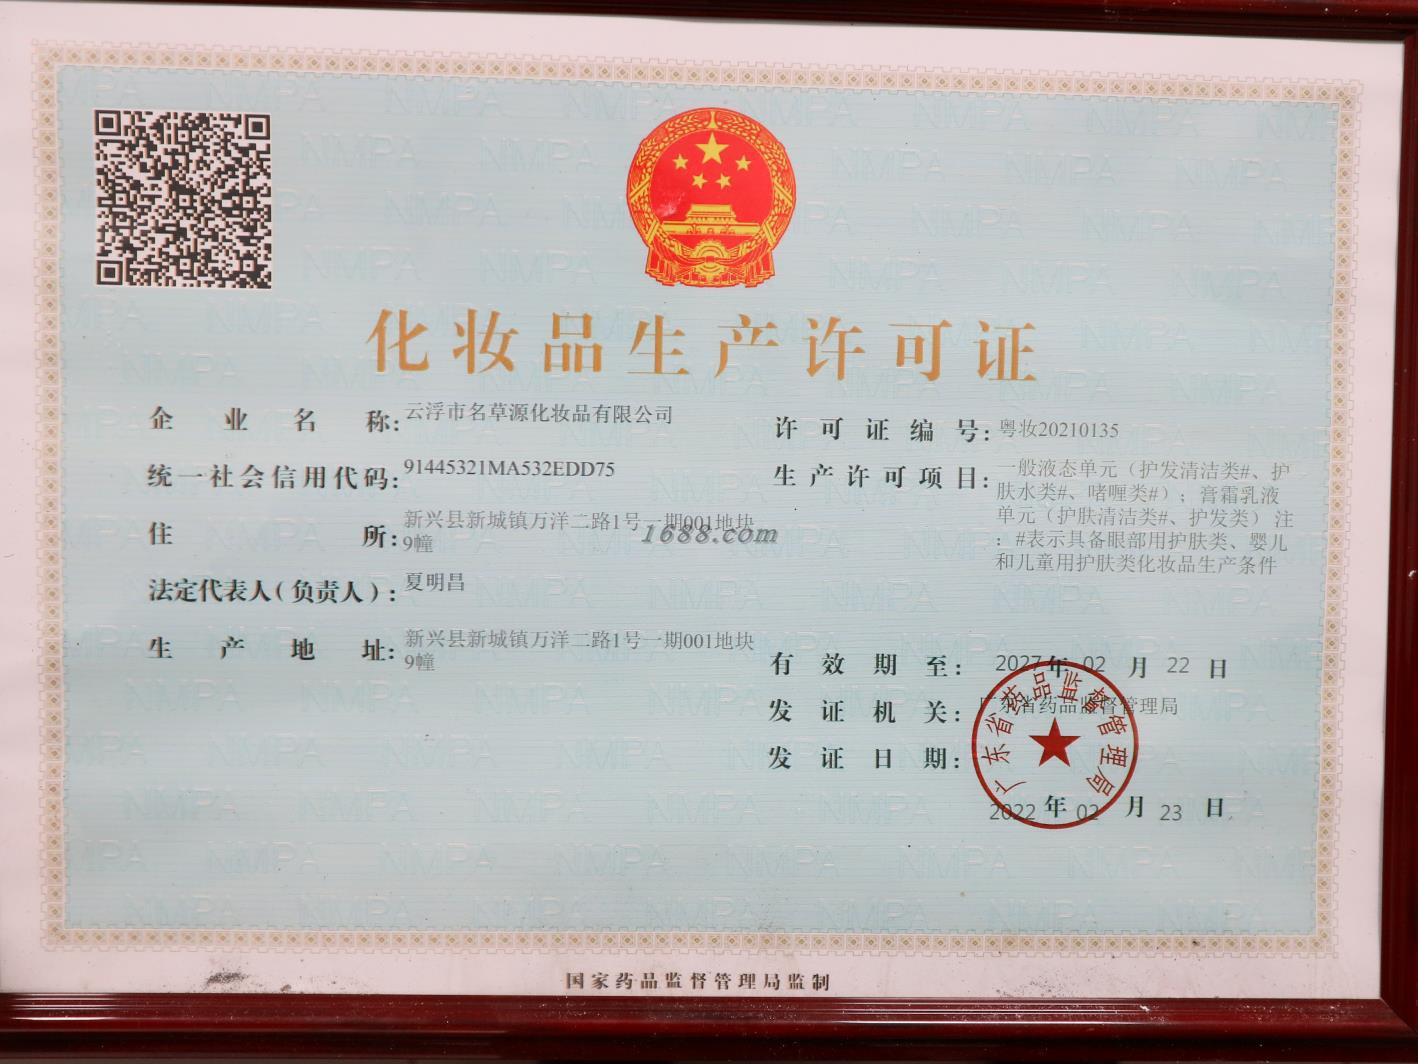 化妆品生产许可证
企业名称：云浮市名草源化妆品有限公司
统一社会信用代码：91445321MA532EDD75
住所：新兴县新城镇万洋二路1号一期001地块
9幢
法定代表人(负责人)：夏明昌
生产地址：新兴县新城镇万洋二路1号一期001地块
9幢
许可证编号：粤妆20210135
生产许可项目：一般液态单元（护发清洁类#、护
肤水类#、啫喱类#）；膏霜乳液
单元（护肤清洁类#、护发类） 注
：#表示具备眼部用护肤类、婴儿
和儿童用护肤类化妆品生产条件
有效期至：2027年02月22日
发证机关：广东省药品监督管理局
发证日期：
2022年02月23日
广东省药品监督管理局
1688.com
国家药品监督管理局监制
NMPA